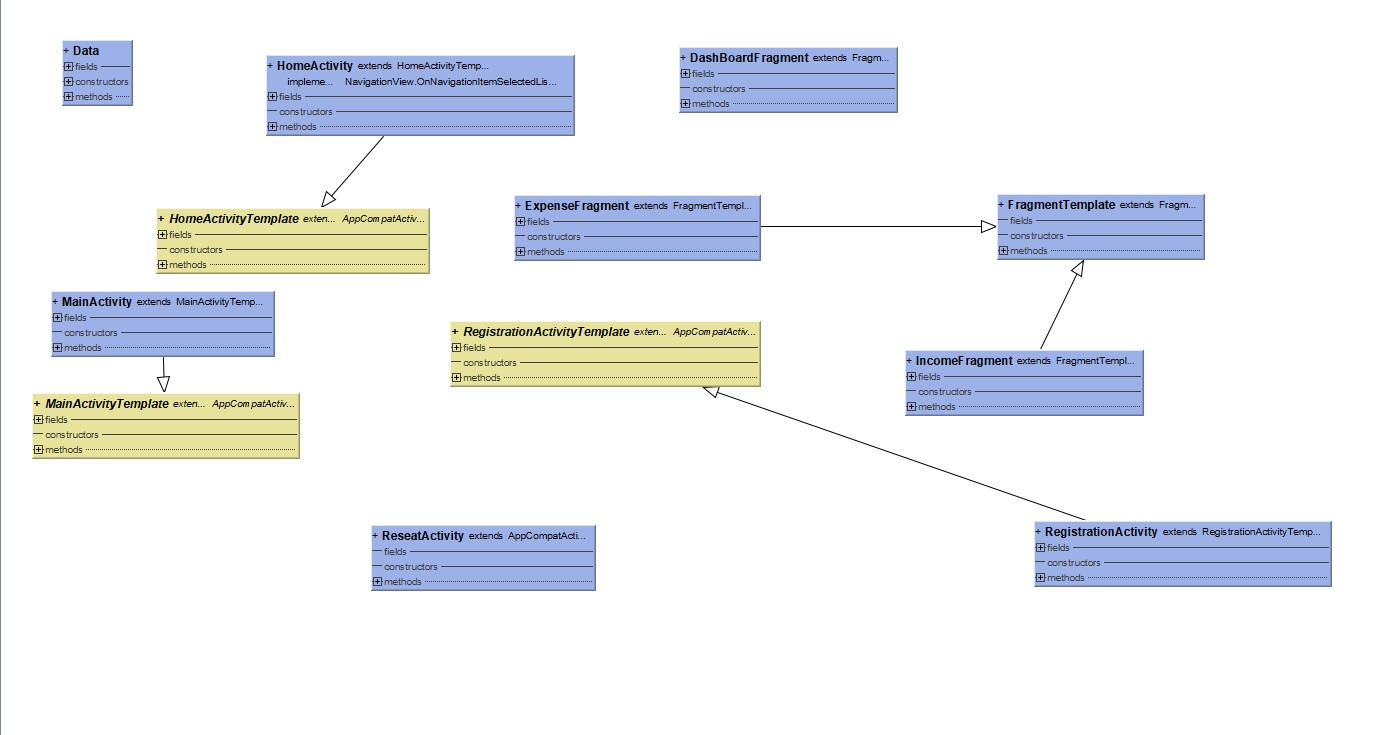 + Data
fields
constructors
methods
+ HomeActivity extends HomeActivityTemp...
impleme... NavigationView.OnNavigationItemSelectedLis...
fields
constructors
methods
+ DashBoardFragment extends Fragm...
fields
constructors
methods
+ HomeActivityTemplate exten... AppCompatActiv...
fields
constructors
methods
+ ExpenseFragment extends FragmentTempl...
fields
constructors
methods
+ FragmentTemplate extends Fragm...
fields
constructors
methods
+ MainActivity extends MainActivityTemp...
fields
constructors
methods
+ RegistrationActivityTemplate exten... AppCompatActiv...
fields
constructors
methods
+ IncomeFragment extends FragmentTempl...
fields
constructors
methods
+ MainActivityTemplate exten... AppCompatActiv...
fields
constructors
methods
+ ReseatActivity extends AppCompatActi...
fields
constructors
methods
+ RegistrationActivity extends RegistrationActivityTemp...
fields
constructors
methods